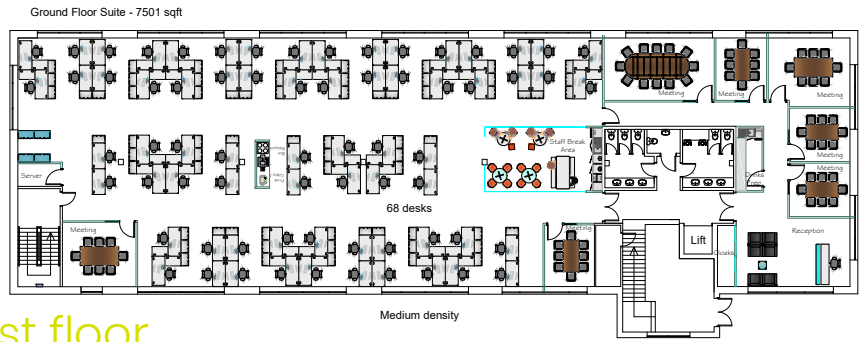 Ground Floor Suite - 7501 sqft
Meeting
Meeting
Meeting
Staff Break
Area
Meeting
Server
Meeting
68 desks
Meeting
Meeting
Reception
Lift
Cloaks
Medium density
st floor